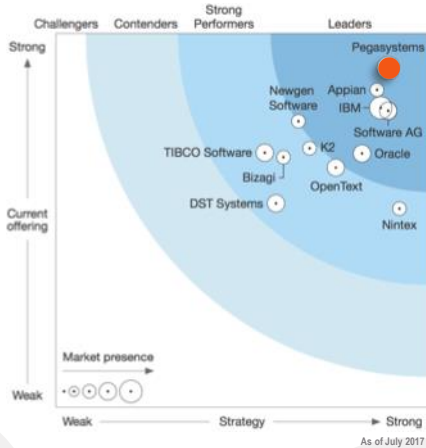 Challengers Contenders Strong Performers Leaders
Strong
Pegasystems
Appian
Newgen Software
IBM
Software AG
K2
TIBCO Software
Oracle
Bizagi
OpenText
DST Systems
Current offering
Nintex
Market presence
Weak
Weak Strategy Strong
As of July 2017